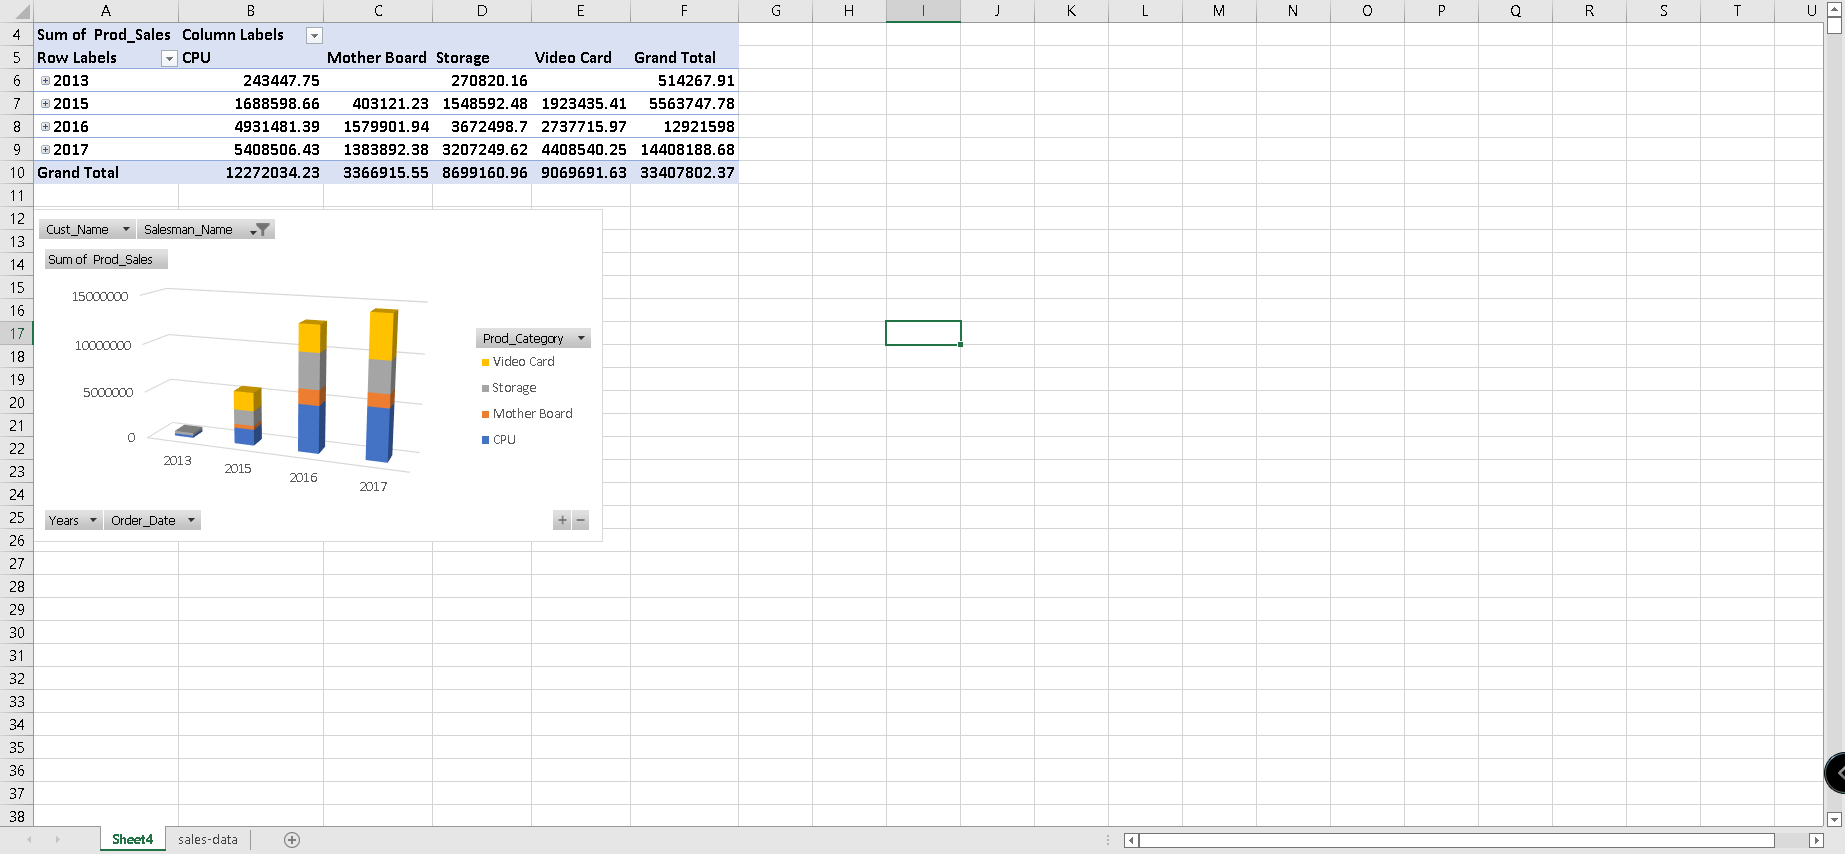 A B C D E F G H I J K L M N O P Q R S T U
4 Sum of Prod_Sales Column Labels
5 Row Labels CPU Mother Board Storage Video Card Grand Total
6 2013 243447.75 270820.16 514267.91
7 2015 1688598.66 403121.23 1548592.48 1923435.41 5563747.78
8 2016 4931481.39 1579901.94 3672498.7 2737715.97 12921598
9 2017 5408506.43 1383892.38 3207249.62 4408540.25 14408188.68
10 Grand Total 12272034.23 3366915.55 8699160.96 9069691.63 33407802.37
11
12
13
14
15
16
17
18
19
20
21
22
23
24
25
26
27
28
29
30
31
32
33
34
35
36
37
38
Cust_Name Salesman_Name
Sum of Prod_Sales
15000000
10000000
5000000
0
2013 2015 2016 2017
Prod_Category
Video Card
Storage
Mother Board
CPU
Years Order_Date
Sheet4 sales-data